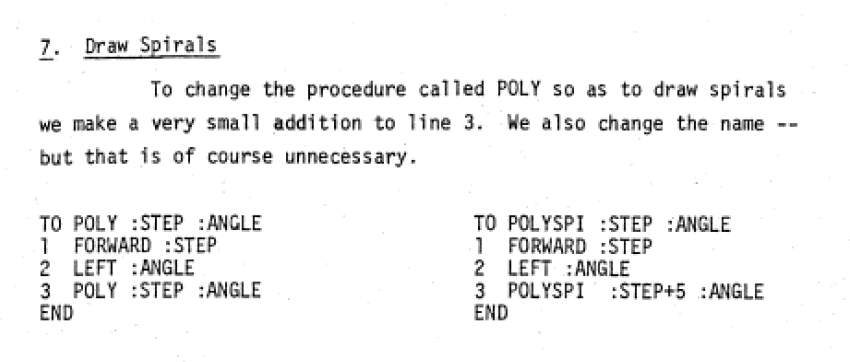 7. Draw Spirals
To change the procedure called POLY so as to draw spirals
we make a very small addition to line 3. We also change the name --
but that is of course unnecessary.
TO POLY :STEP :ANGLE
1 FORWARD :STEP
2 LEFT :ANGLE
3 POLY :STEP :ANGLE
END
TO POLYSPI :STEP :ANGLE
1 FORWARD :STEP
2 LEFT :ANGLE
3 POLYSPI :STEP+5 :ANGLE
END